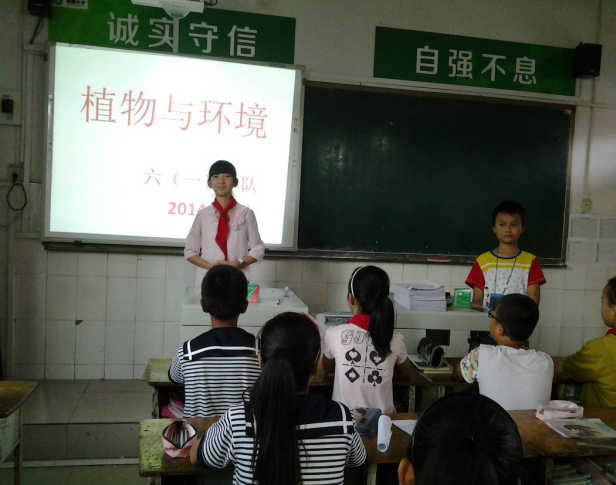 诚实守信
自强不息
植物与环境
六（一 队
2014